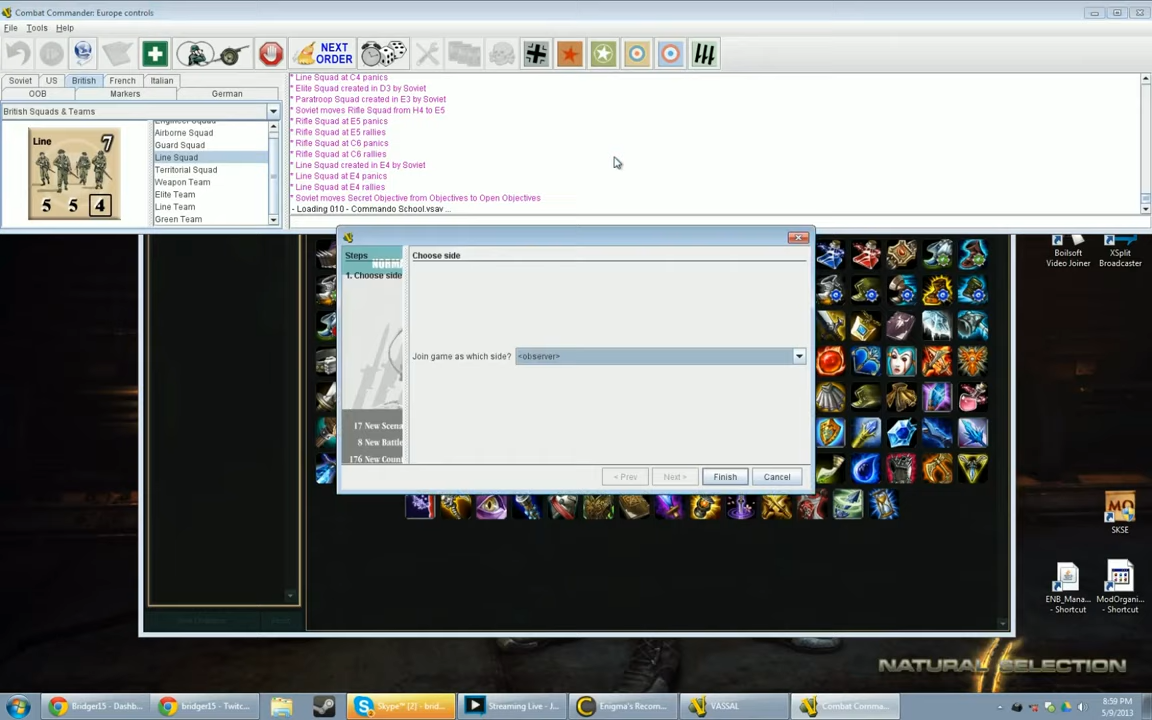 Combat Commander: Europe controls
File Tools Help
NEXT ORDER
Soviet US British French Italian
OOB Markers German
British Squads & Teams
Line 7
5 5 4
Engineer Squad
Airborne Squad
Guard Squad
Line Squad
Territorial Squad
Weapon Team
Elite Team
Line Team
Green Team
* Line Squad at C4 panics
* Elite Squad created in D3 by Soviet
* Paratroop Squad created in E3 by Soviet
* Soviet moves Rifle Squad from H4 to E5
* Rifle Squad at E5 panics
* Rifle Squad at E5 rallies
* Rifle Squad at C6 panics
* Rifle Squad at C6 rallies
* Line Squad created in E4 by Soviet
* Line Squad at E4 panics
* Line Squad at E4 rallies
* Soviet moves Secret Objective from Objectives to Open Objectives
- Loading 010 - Commando School.vsav ...
Steps
1. Choose side
17 New Scena
8 New Battle
176 New Count
Choose side
Join game as which side? <observer>
< Prev Next > Finish Cancel
Boilsoft Video Joiner
XSplit Broadcaster
SKSE
ENB_Mana... - Shortcut
ModOrgani... - Shortcut
NATURAL SELECTION
Bridger15 - Dashb...
bridger15 - Twitc...
Skype™ [2] - brid...
Streaming Live - J...
Enigma's Recom...
VASSAL
Combat Comma...
8:59 PM
5/9/2013